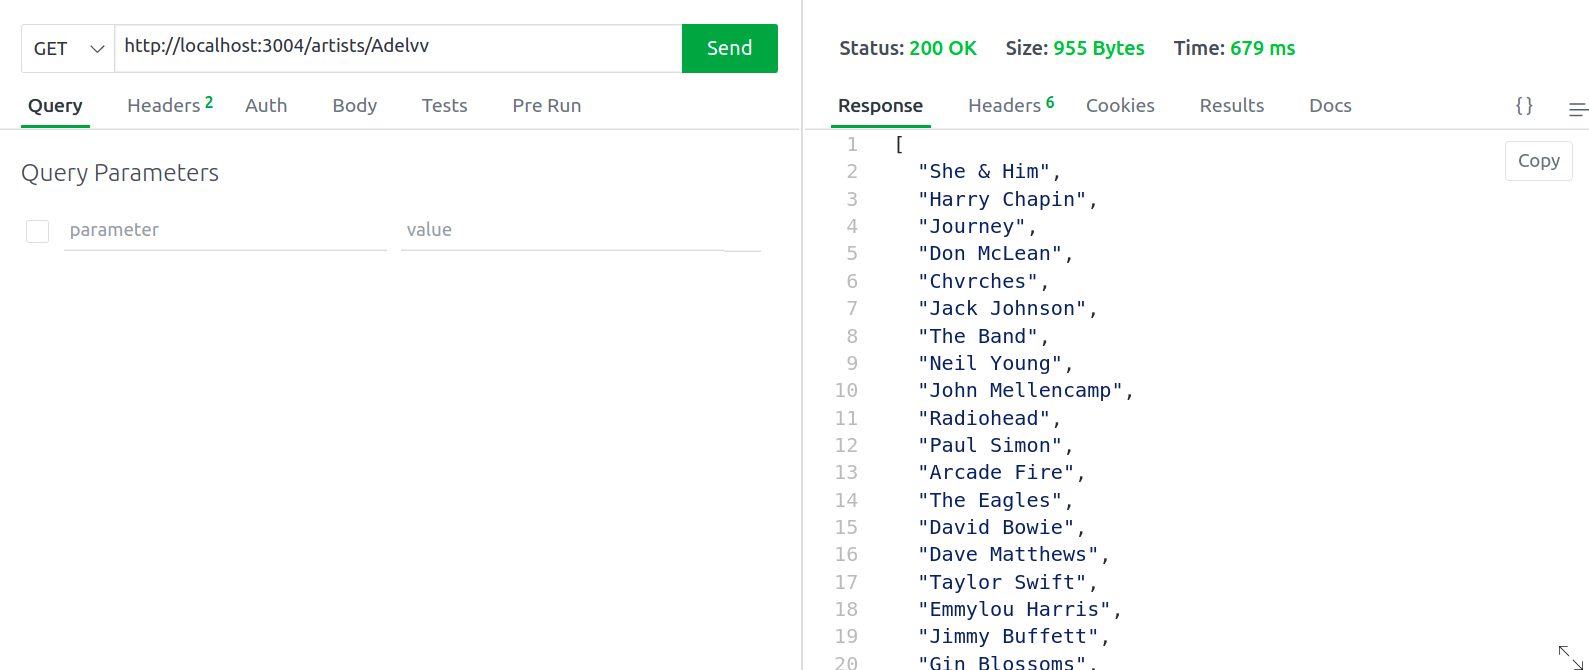 GET http://localhost:3004/artists/Adelvv Send
Query Headers 2 Auth Body Tests Pre Run
Query Parameters
parameter value
Status: 200 OK Size: 955 Bytes Time: 679 ms
Response Headers 6 Cookies Results Docs {}
Copy
1 [
2 "She & Him",
3 "Harry Chapin",
4 "Journey",
5 "Don McLean",
6 "Chvrches",
7 "Jack Johnson",
8 "The Band",
9 "Neil Young",
10 "John Mellencamp",
11 "Radiohead",
12 "Paul Simon",
13 "Arcade Fire",
14 "The Eagles",
15 "David Bowie",
16 "Dave Matthews",
17 "Taylor Swift",
18 "Emmylou Harris",
19 "Jimmy Buffett",
20 "Gin Blossoms",